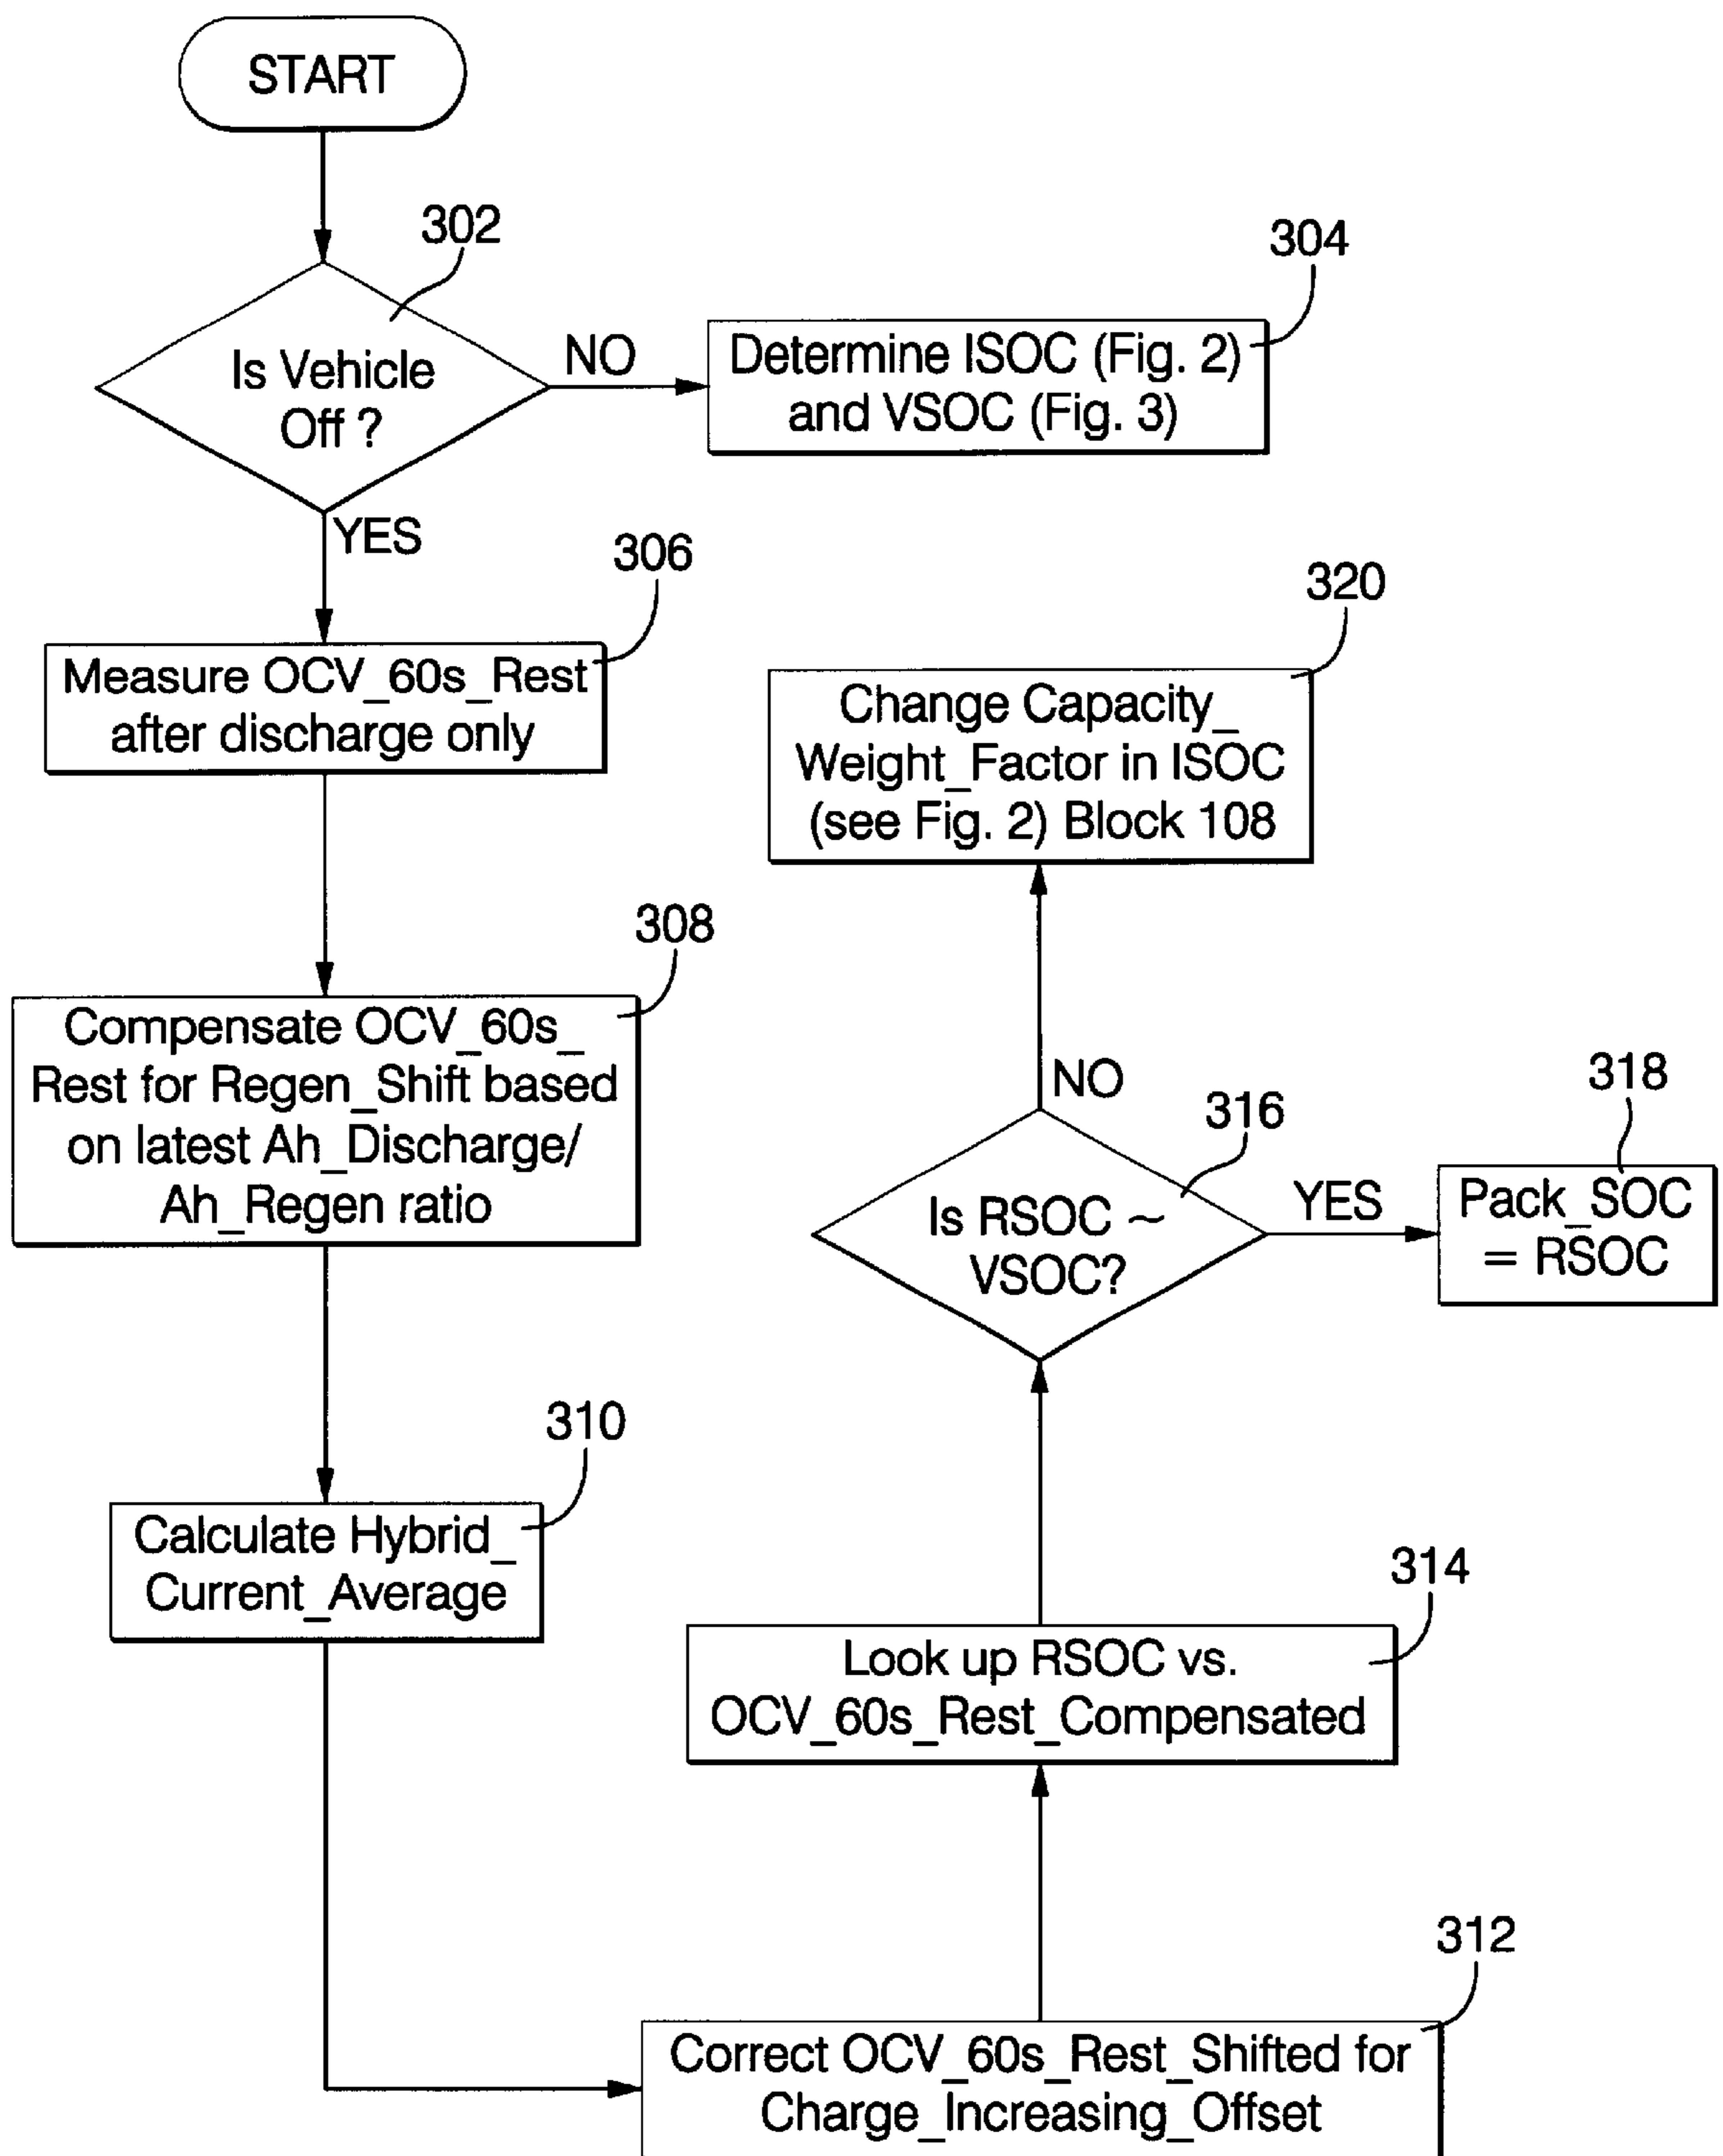 START
302
Is Vehicle
Off ?
NO
304
Determine ISOC (Fig. 2)
and VSOC (Fig. 3)
YES
306
Measure OCV_60s_Rest
after discharge only
308
Compensate OCV_60s_
Rest for Regen_Shift based
on latest Ah_Discharge/
Ah_Regen ratio
310
Calculate Hybrid_
Current_Average
312
Correct OCV_60s_Rest_Shifted for
Charge_Increasing_Offset
314
Look up RSOC vs.
OCV_60s_Rest_Compensated
316
Is RSOC ~
VSOC?
YES
318
Pack_SOC
= RSOC
NO
320
Change Capacity_
Weight_Factor in ISOC
(see Fig. 2) Block 108